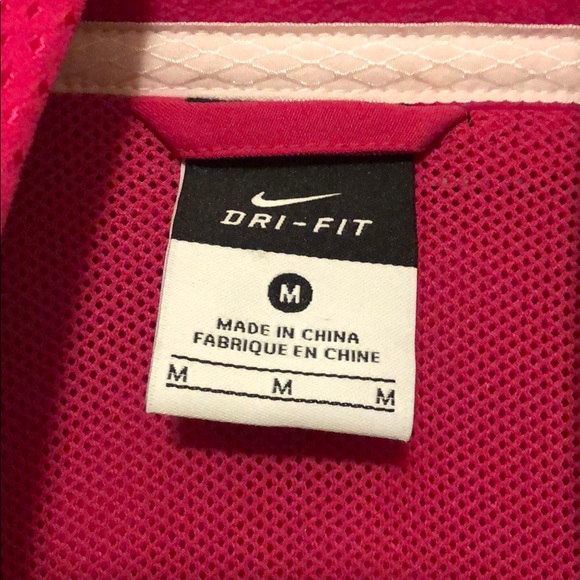 DRI-FIT
M
MADE IN CHINA
FABRIQUE EN CHINE
M M M